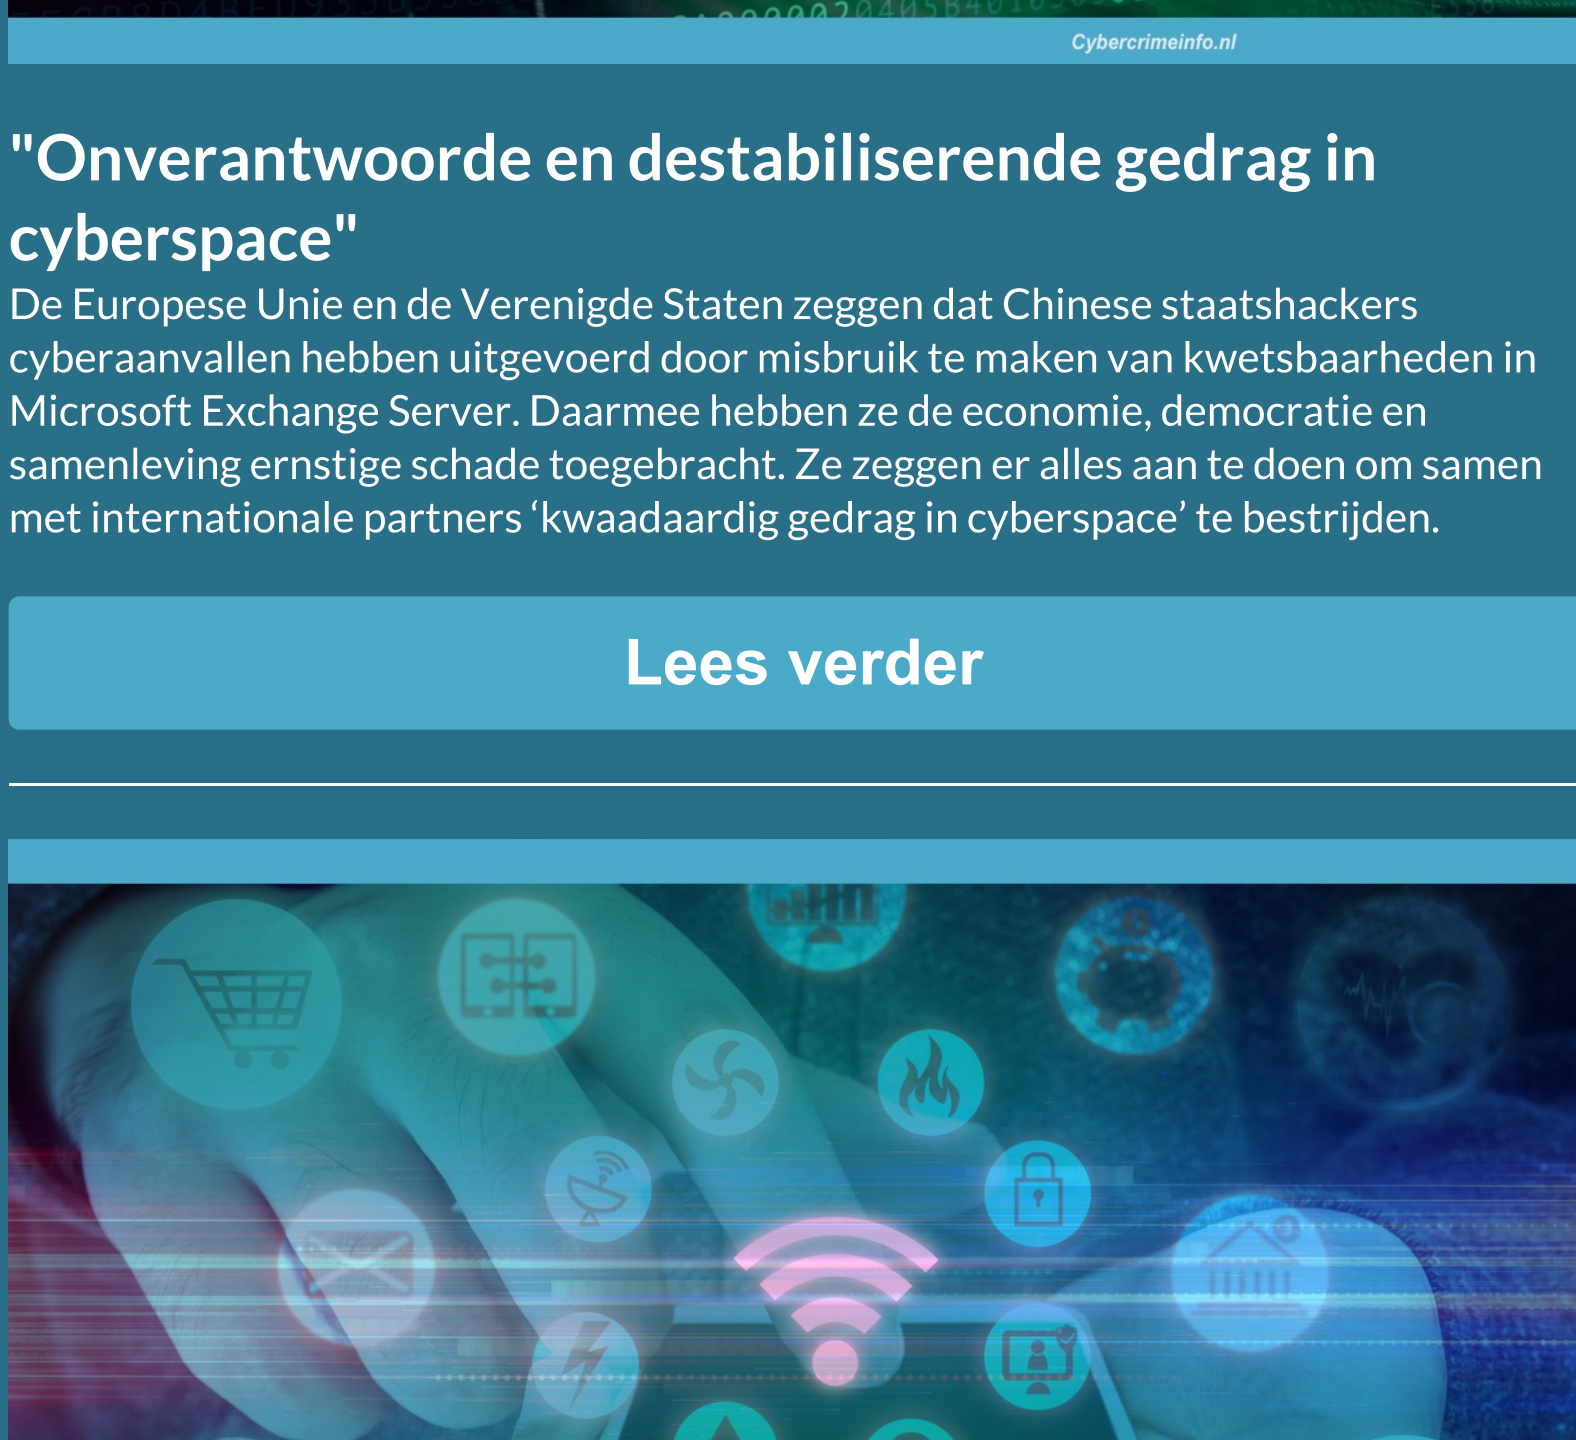 Cybercrimeinfo.nl
"Onverantwoorde en destabiliserende gedrag in
cyberspace"
De Europese Unie en de Verenigde Staten zeggen dat Chinese staatshackers
cyberaanvallen hebben uitgevoerd door misbruik te maken van kwetsbaarheden in
Microsoft Exchange Server. Daarmee hebben ze de economie, democratie en
samenleving ernstige schade toegebracht. Ze zeggen er alles aan te doen om samen
met internationale partners ‘kwaadaardig gedrag in cyberspace’ te bestrijden.
Lees verder